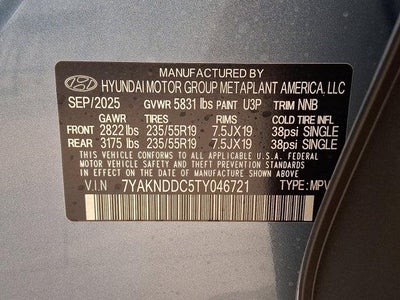 MANUFACTURED BY
HYUNDAI MOTOR GROUP METAPLANT AMERICA, LLC
SEP/2025 GVWR 5831 lbs PAINT U3P TRIM NNB
GAWR TIRES RIMS COLD TIRE INFL
FRONT 2822 lbs 235/55R19 7.5JX19 38psi SINGLE
REAR 3175 lbs 235/55R19 7.5JX19 38psi SINGLE
THIS VEHICLE CONFORMS TO ALL APPLICABLE FEDERAL
MOTOR VEHICLE SAFETY, BUMPER, AND THEFT PREVENTION
STANDARDS IN EFFECT ON THE DATE OF MANUFACTURE
SHOWN ABOVE.
V.I.N 7YAKNDDC5TY046721 TYPE: MPV